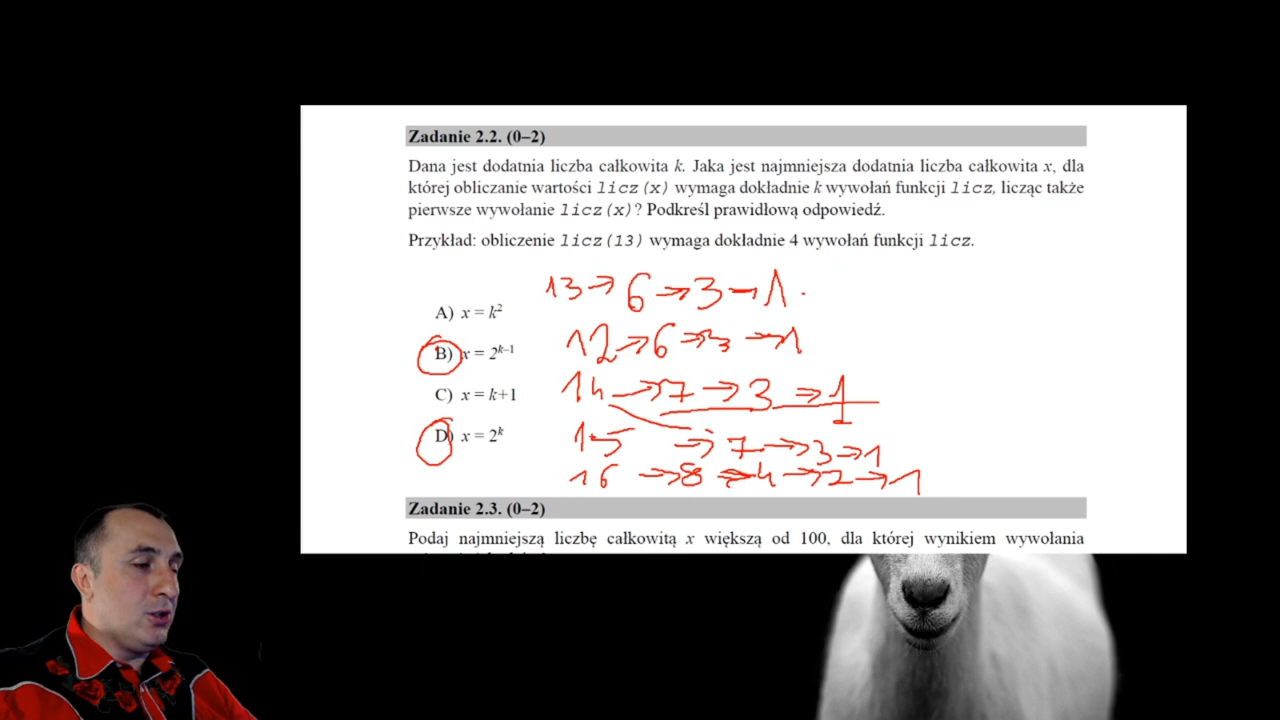 Zadanie 2.2. (0–2)
Dana jest dodatnia liczba całkowita k. Jaka jest najmniejsza dodatnia liczba całkowita x, dla
której obliczanie wartości licz(x) wymaga dokładnie k wywołań funkcji licz, licząc także
pierwsze wywołanie licz(x)? Podkreśl prawidłową odpowiedź.
Przykład: obliczenie licz(13) wymaga dokładnie 4 wywołań funkcji licz.
13 → 6 → 3 → 1
A) x = k²
12 → 6 → 3 → 1
B) x = 2ᵏ⁻¹
C) x = k+1
14 → 7 → 3 → 1
D) x = 2ᵏ
15 → 7 → 3 → 1
16 → 8 → 4 → 2 → 1
Zadanie 2.3. (0–2)
Podaj najmniejszą liczbę całkowitą x większą od 100, dla której wynikiem wywołania